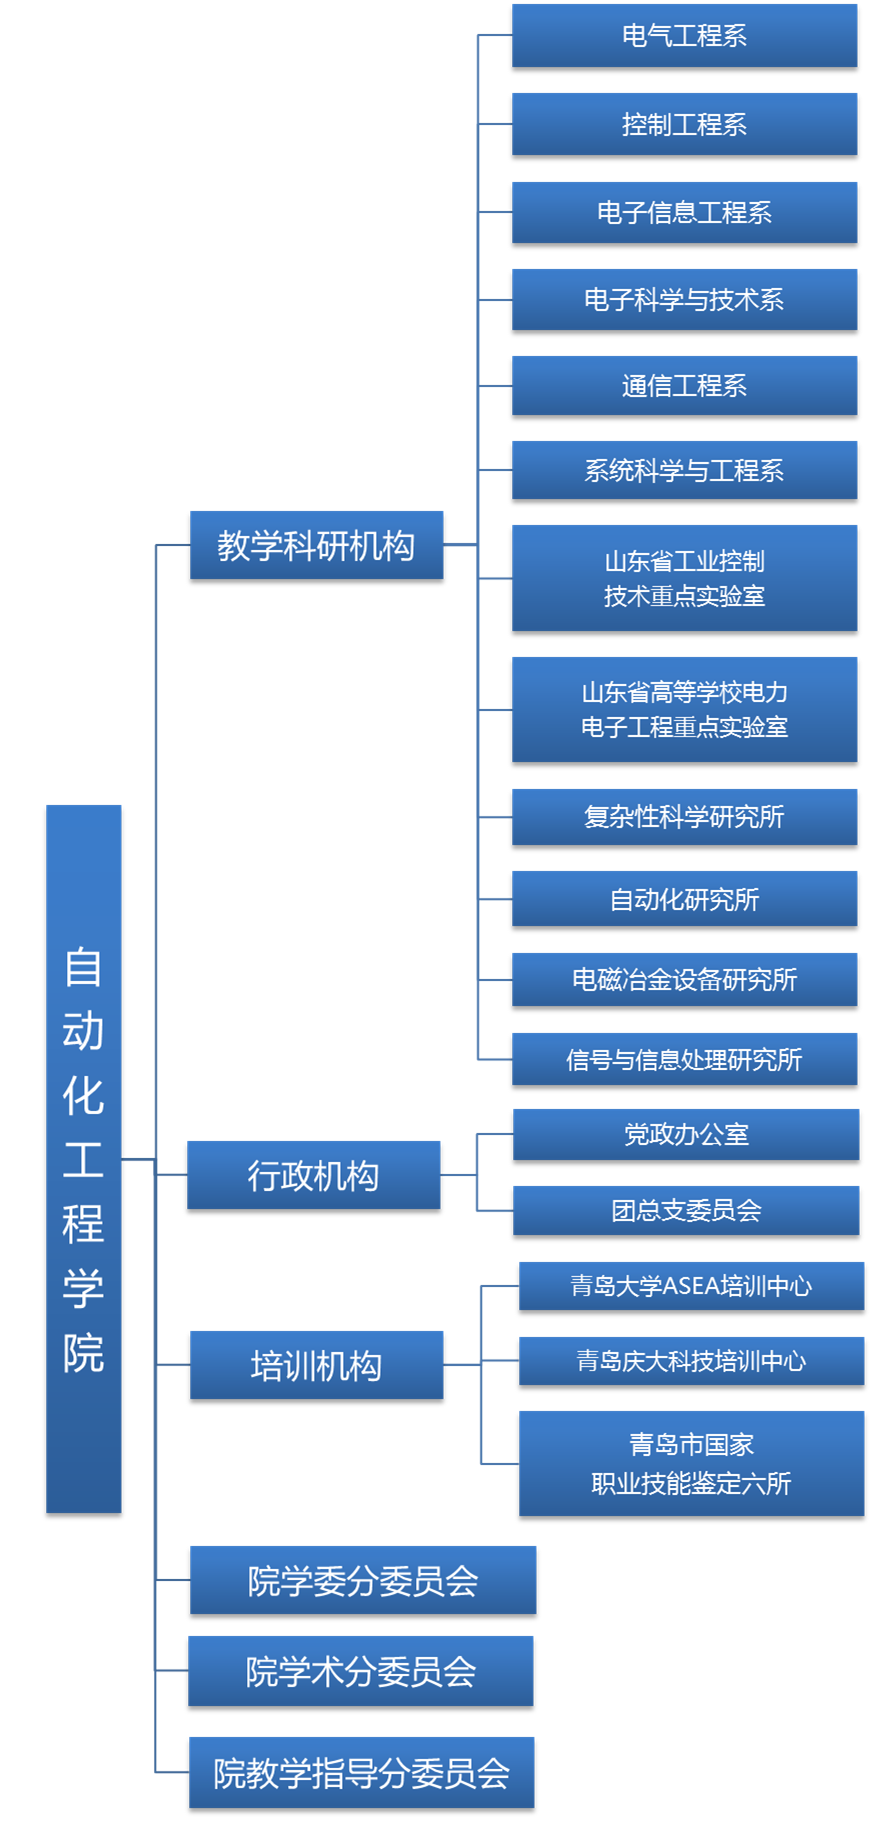 自动化工程学院
教学科研机构
电气工程系
控制工程系
电子信息工程系
电子科学与技术系
通信工程系
系统科学与工程系
山东省工业控制
技术重点实验室
山东省高等学校电力
电子工程重点实验室
复杂性科学研究所
自动化研究所
电磁冶金设备研究所
信号与信息处理研究所
行政机构
党政办公室
团总支委员会
培训机构
青岛大学ASEA培训中心
青岛庆大科技培训中心
青岛市国家
职业技能鉴定六所
院学委分委员会
院学术分委员会
院教学指导分委员会